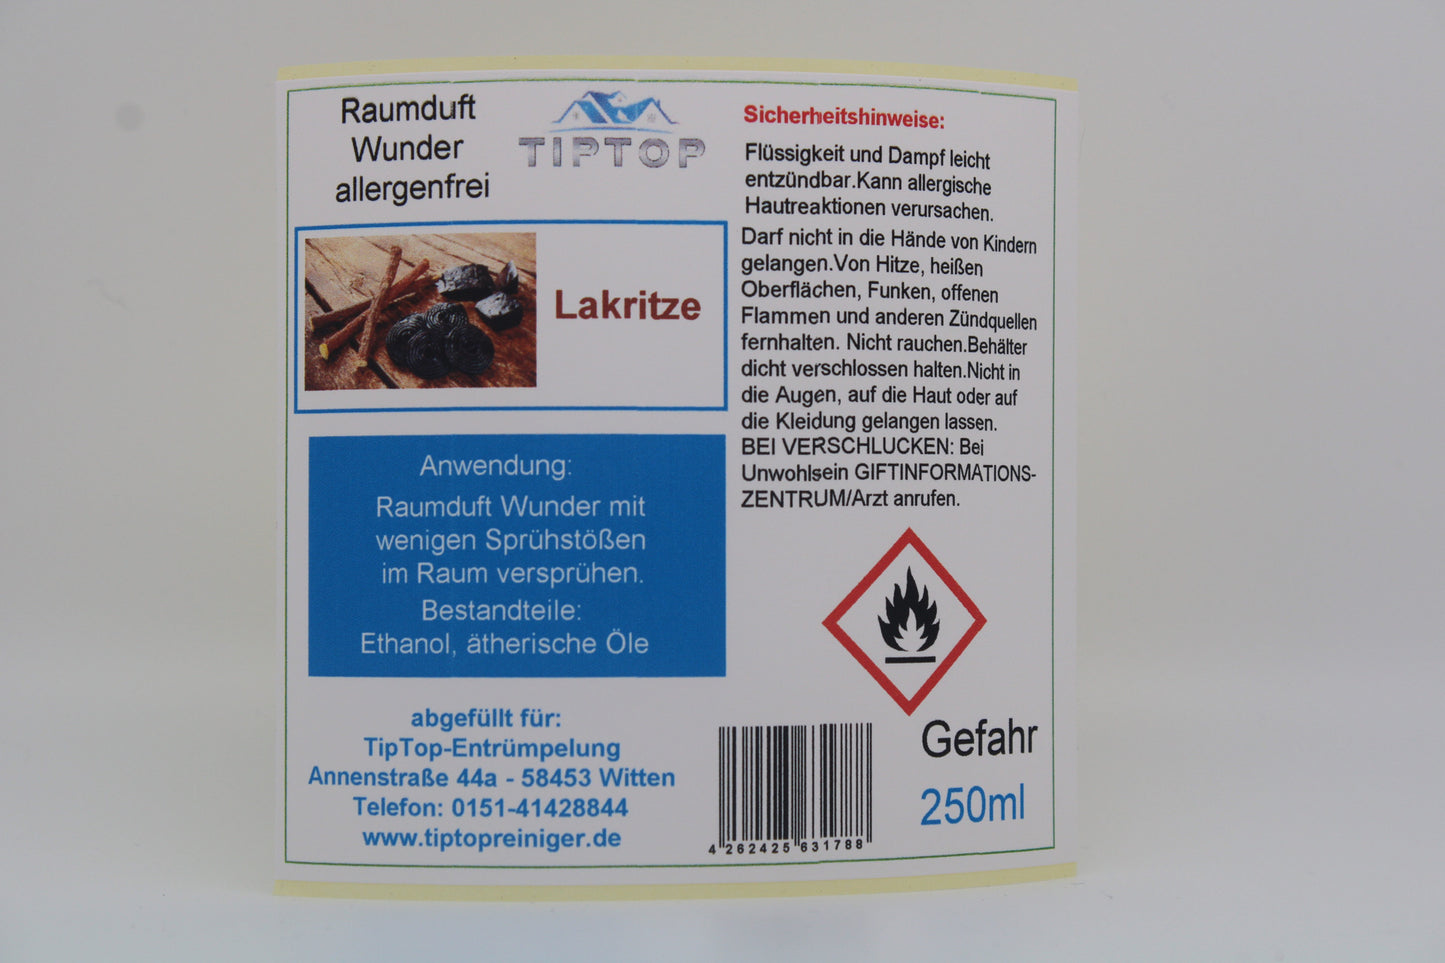 Raumduft
Wunder
allergenfrei
TIPTOP
Lakritze
Anwendung:
Raumduft Wunder mit
wenigen Sprühstößen
im Raum versprühen.
Bestandteile:
Ethanol, ätherische Öle
abgefüllt für:
TipTop-Entrümpelung
Annenstraße 44a - 58453 Witten
Telefon: 0151-41428844
www.tiptopreiniger.de
Sicherheitshinweise:
Flüssigkeit und Dampf leicht
entzündbar.Kann allergische
Hautreaktionen verursachen.
Darf nicht in die Hände von Kindern
gelangen.Von Hitze, heißen
Oberflächen, Funken, offenen
Flammen und anderen Zündquellen
fernhalten. Nicht rauchen.Behälter
dicht verschlossen halten.Nicht in
die Augen, auf die Haut oder auf
die Kleidung gelangen lassen.
BEI VERSCHLUCKEN: Bei
Unwohlsein GIFTINFORMATIONS-
ZENTRUM/Arzt anrufen.
Gefahr
250ml
4 262425 631788